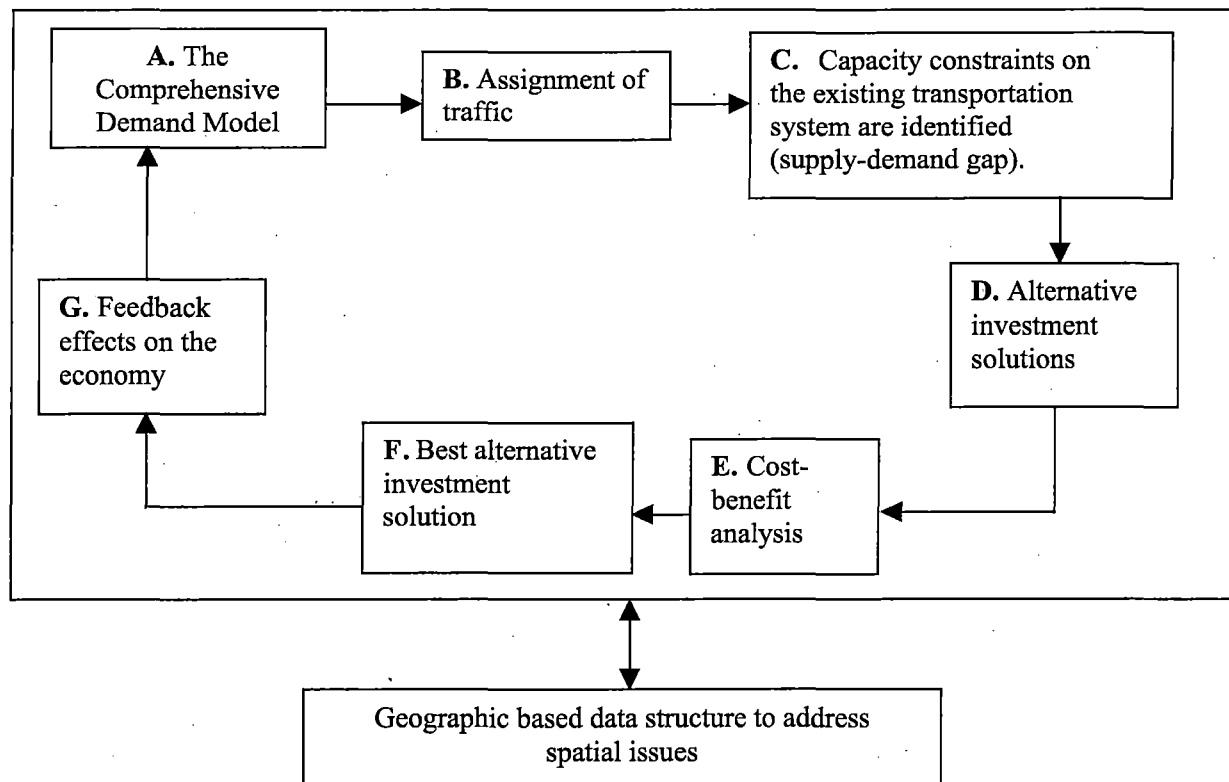 A. The
Comprehensive
Demand Model
B. Assignment of
traffic
C. Capacity constraints on
the existing transportation
system are identified
(supply-demand gap).
D. Alternative
investment
solutions
E. Cost-
benefit
analysis
F. Best alternative
investment
solution
G. Feedback
effects on the
economy
Geographic based data structure to address
spatial issues